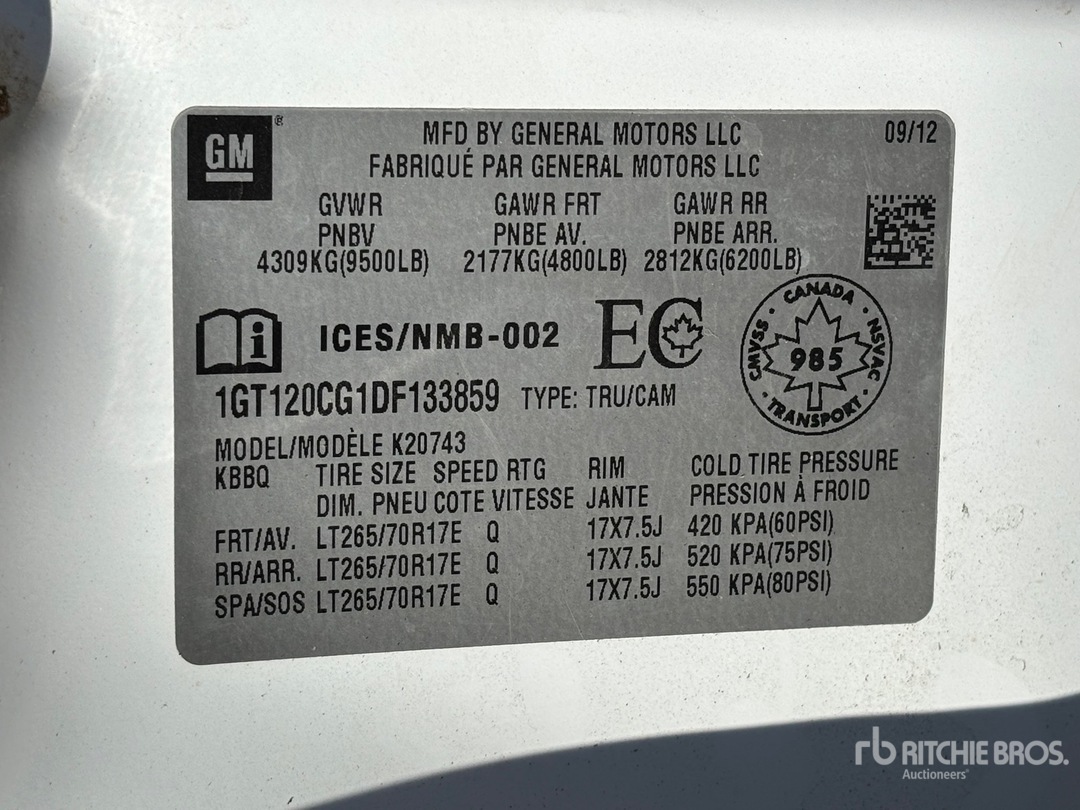 GM ®
MFD BY GENERAL MOTORS LLC 09/12
FABRIQUÉ PAR GENERAL MOTORS LLC
GVWR GAWR FRT GAWR RR
PNBV PNBE AV. PNBE ARR.
4309KG(9500LB) 2177KG(4800LB) 2812KG(6200LB)
i ICES/NMB-002 EC
CANADA
CMVSS · NSVAC
985
· TRANSPORT ·
1GT120CG1DF133859 TYPE: TRU/CAM
MODEL/MODÈLE K20743
KBBQ TIRE SIZE SPEED RTG RIM COLD TIRE PRESSURE
DIM. PNEU COTE VITESSE JANTE PRESSION À FROID
FRT/AV. LT265/70R17E Q 17X7.5J 420 KPA(60PSI)
RR/ARR. LT265/70R17E Q 17X7.5J 520 KPA(75PSI)
SPA/SOS LT265/70R17E Q 17X7.5J 550 KPA(80PSI)
rb RITCHIE BROS.
Auctioneers®